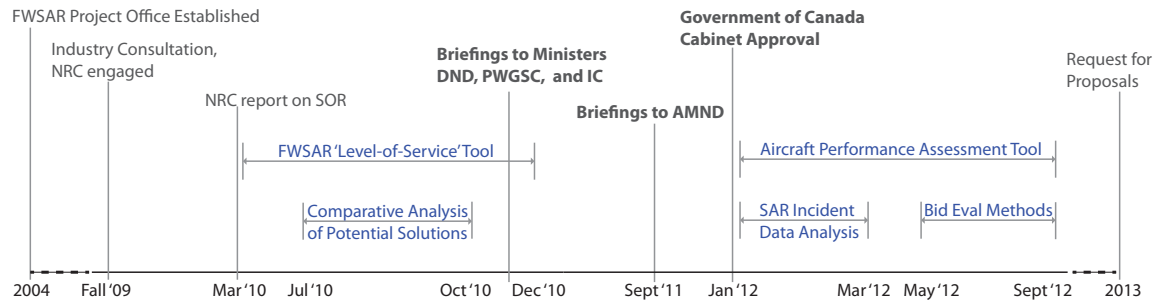 FWSAR Project Office Established
Industry Consultation,
NRC engaged
NRC report on SOR
Briefings to Ministers
DND, PWGSC, and IC
Briefings to AMND
Government of Canada
Cabinet Approval
Request for
Proposals
FWSAR 'Level-of-Service' Tool
Aircraft Performance Assessment Tool
Comparative Analysis
of Potential Solutions
SAR Incident
Data Analysis
Bid Eval Methods
2004 Fall '09 Mar '10 Jul '10 Oct '10 Dec '10 Sept '11 Jan '12 Mar '12 May '12 Sept '12 2013